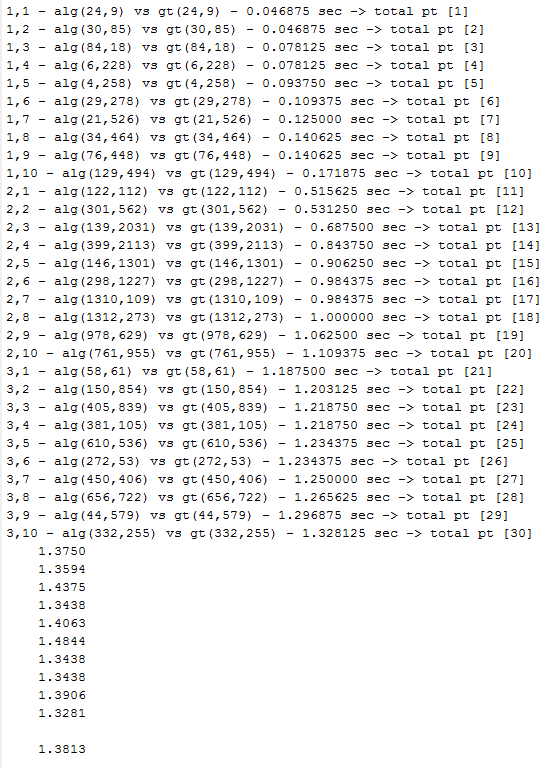 1,1 - alg(24,9) vs gt(24,9) - 0.046875 sec -> total pt [1]
1,2 - alg(30,85) vs gt(30,85) - 0.046875 sec -> total pt [2]
1,3 - alg(84,18) vs gt(84,18) - 0.078125 sec -> total pt [3]
1,4 - alg(6,228) vs gt(6,228) - 0.078125 sec -> total pt [4]
1,5 - alg(4,258) vs gt(4,258) - 0.093750 sec -> total pt [5]
1,6 - alg(29,278) vs gt(29,278) - 0.109375 sec -> total pt [6]
1,7 - alg(21,526) vs gt(21,526) - 0.125000 sec -> total pt [7]
1,8 - alg(34,464) vs gt(34,464) - 0.140625 sec -> total pt [8]
1,9 - alg(76,448) vs gt(76,448) - 0.140625 sec -> total pt [9]
1,10 - alg(129,494) vs gt(129,494) - 0.171875 sec -> total pt [10]
2,1 - alg(122,112) vs gt(122,112) - 0.515625 sec -> total pt [11]
2,2 - alg(301,562) vs gt(301,562) - 0.531250 sec -> total pt [12]
2,3 - alg(139,2031) vs gt(139,2031) - 0.687500 sec -> total pt [13]
2,4 - alg(399,2113) vs gt(399,2113) - 0.843750 sec -> total pt [14]
2,5 - alg(146,1301) vs gt(146,1301) - 0.906250 sec -> total pt [15]
2,6 - alg(298,1227) vs gt(298,1227) - 0.984375 sec -> total pt [16]
2,7 - alg(1310,109) vs gt(1310,109) - 0.984375 sec -> total pt [17]
2,8 - alg(1312,273) vs gt(1312,273) - 1.000000 sec -> total pt [18]
2,9 - alg(978,629) vs gt(978,629) - 1.062500 sec -> total pt [19]
2,10 - alg(761,955) vs gt(761,955) - 1.109375 sec -> total pt [20]
3,1 - alg(58,61) vs gt(58,61) - 1.187500 sec -> total pt [21]
3,2 - alg(150,854) vs gt(150,854) - 1.203125 sec -> total pt [22]
3,3 - alg(405,839) vs gt(405,839) - 1.218750 sec -> total pt [23]
3,4 - alg(381,105) vs gt(381,105) - 1.218750 sec -> total pt [24]
3,5 - alg(610,536) vs gt(610,536) - 1.234375 sec -> total pt [25]
3,6 - alg(272,53) vs gt(272,53) - 1.234375 sec -> total pt [26]
3,7 - alg(450,406) vs gt(450,406) - 1.250000 sec -> total pt [27]
3,8 - alg(656,722) vs gt(656,722) - 1.265625 sec -> total pt [28]
3,9 - alg(44,579) vs gt(44,579) - 1.296875 sec -> total pt [29]
3,10 - alg(332,255) vs gt(332,255) - 1.328125 sec -> total pt [30]
1.3750
1.3594
1.4375
1.3438
1.4063
1.4844
1.3438
1.3438
1.3906
1.3281
1.3813